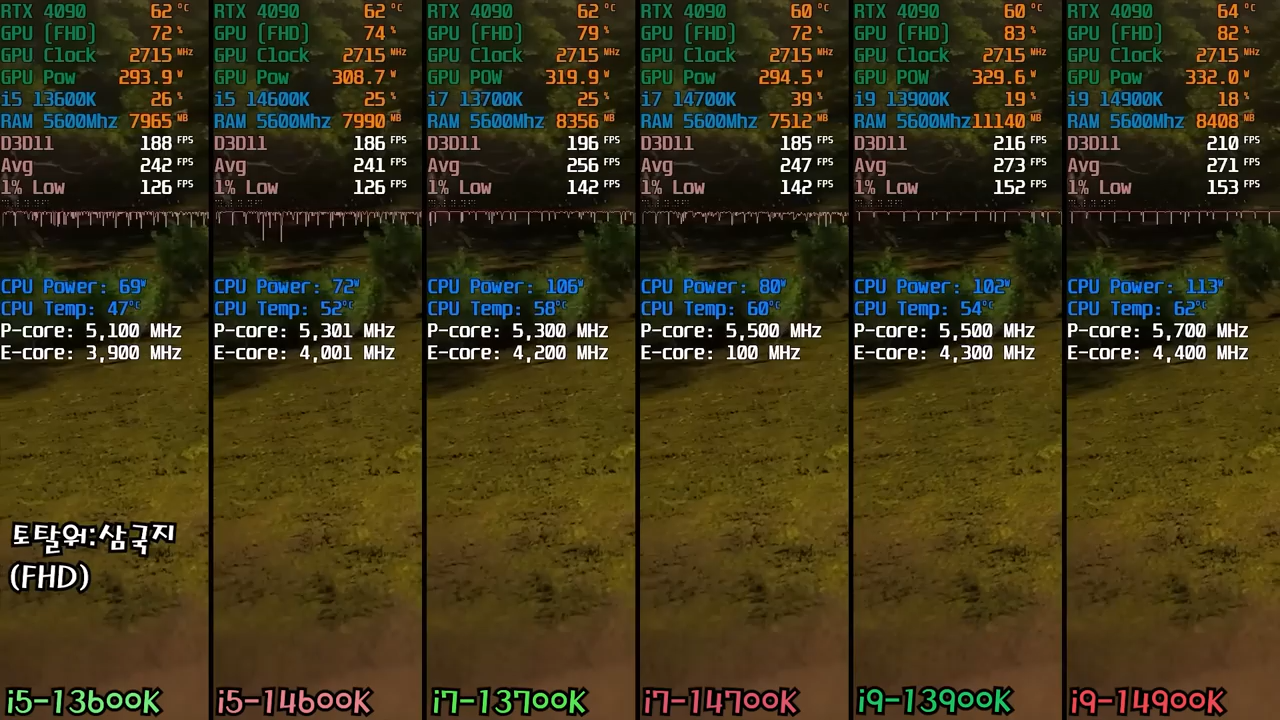 RTX 4090 62 °C
GPU (FHD) 72 %
GPU Clock 2715 MHz
GPU Pow 293.9 W
i5 13600K 26 %
RAM 5600Mhz 7965 MB
D3D11 188 FPS
Avg 242 FPS
1% Low 126 FPS
CPU Power: 69W
CPU Temp: 47°C
P-core: 5,100 MHz
E-core: 3,900 MHz
토탈워:삼국지
(FHD)
i5-13600K
RTX 4090 62 °C
GPU (FHD) 74 %
GPU Clock 2715 MHz
GPU Pow 308.7 W
i5 14600K 25 %
RAM 5600Mhz 7990 MB
D3D11 186 FPS
Avg 241 FPS
1% Low 126 FPS
CPU Power: 72W
CPU Temp: 52°C
P-core: 5,301 MHz
E-core: 4,001 MHz
i5-14600K
RTX 4090 62 °C
GPU (FHD) 79 %
GPU Clock 2715 MHz
GPU POW 319.9 W
i7 13700K 25 %
RAM 5600Mhz 8356 MB
D3D11 196 FPS
Avg 256 FPS
1% Low 142 FPS
CPU Power: 106W
CPU Temp: 58°C
P-core: 5,300 MHz
E-core: 4,200 MHz
i7-13700K
RTX 4090 60 °C
GPU (FHD) 72 %
GPU Clock 2715 MHz
GPU Pow 294.5 W
i7 14700K 39 %
RAM 5600Mhz 7512 MB
D3D11 185 FPS
Avg 247 FPS
1% Low 142 FPS
CPU Power: 80W
CPU Temp: 60°C
P-core: 5,500 MHz
E-core: 100 MHz
i7-14700K
RTX 4090 60 °C
GPU (FHD) 83 %
GPU Clock 2715 MHz
GPU POW 329.6 W
i9 13900K 19 %
RAM 5600Mhz 11140 MB
D3D11 216 FPS
Avg 273 FPS
1% Low 152 FPS
CPU Power: 102W
CPU Temp: 54°C
P-core: 5,500 MHz
E-core: 4,300 MHz
i9-13900K
RTX 4090 64 °C
GPU (FHD) 82 %
GPU Clock 2715 MHz
GPU Pow 332.0 W
i9 14900K 18 %
RAM 5600Mhz 8408 MB
D3D11 210 FPS
Avg 271 FPS
1% Low 153 FPS
CPU Power: 113W
CPU Temp: 62°C
P-core: 5,700 MHz
E-core: 4,400 MHz
i9-14900K